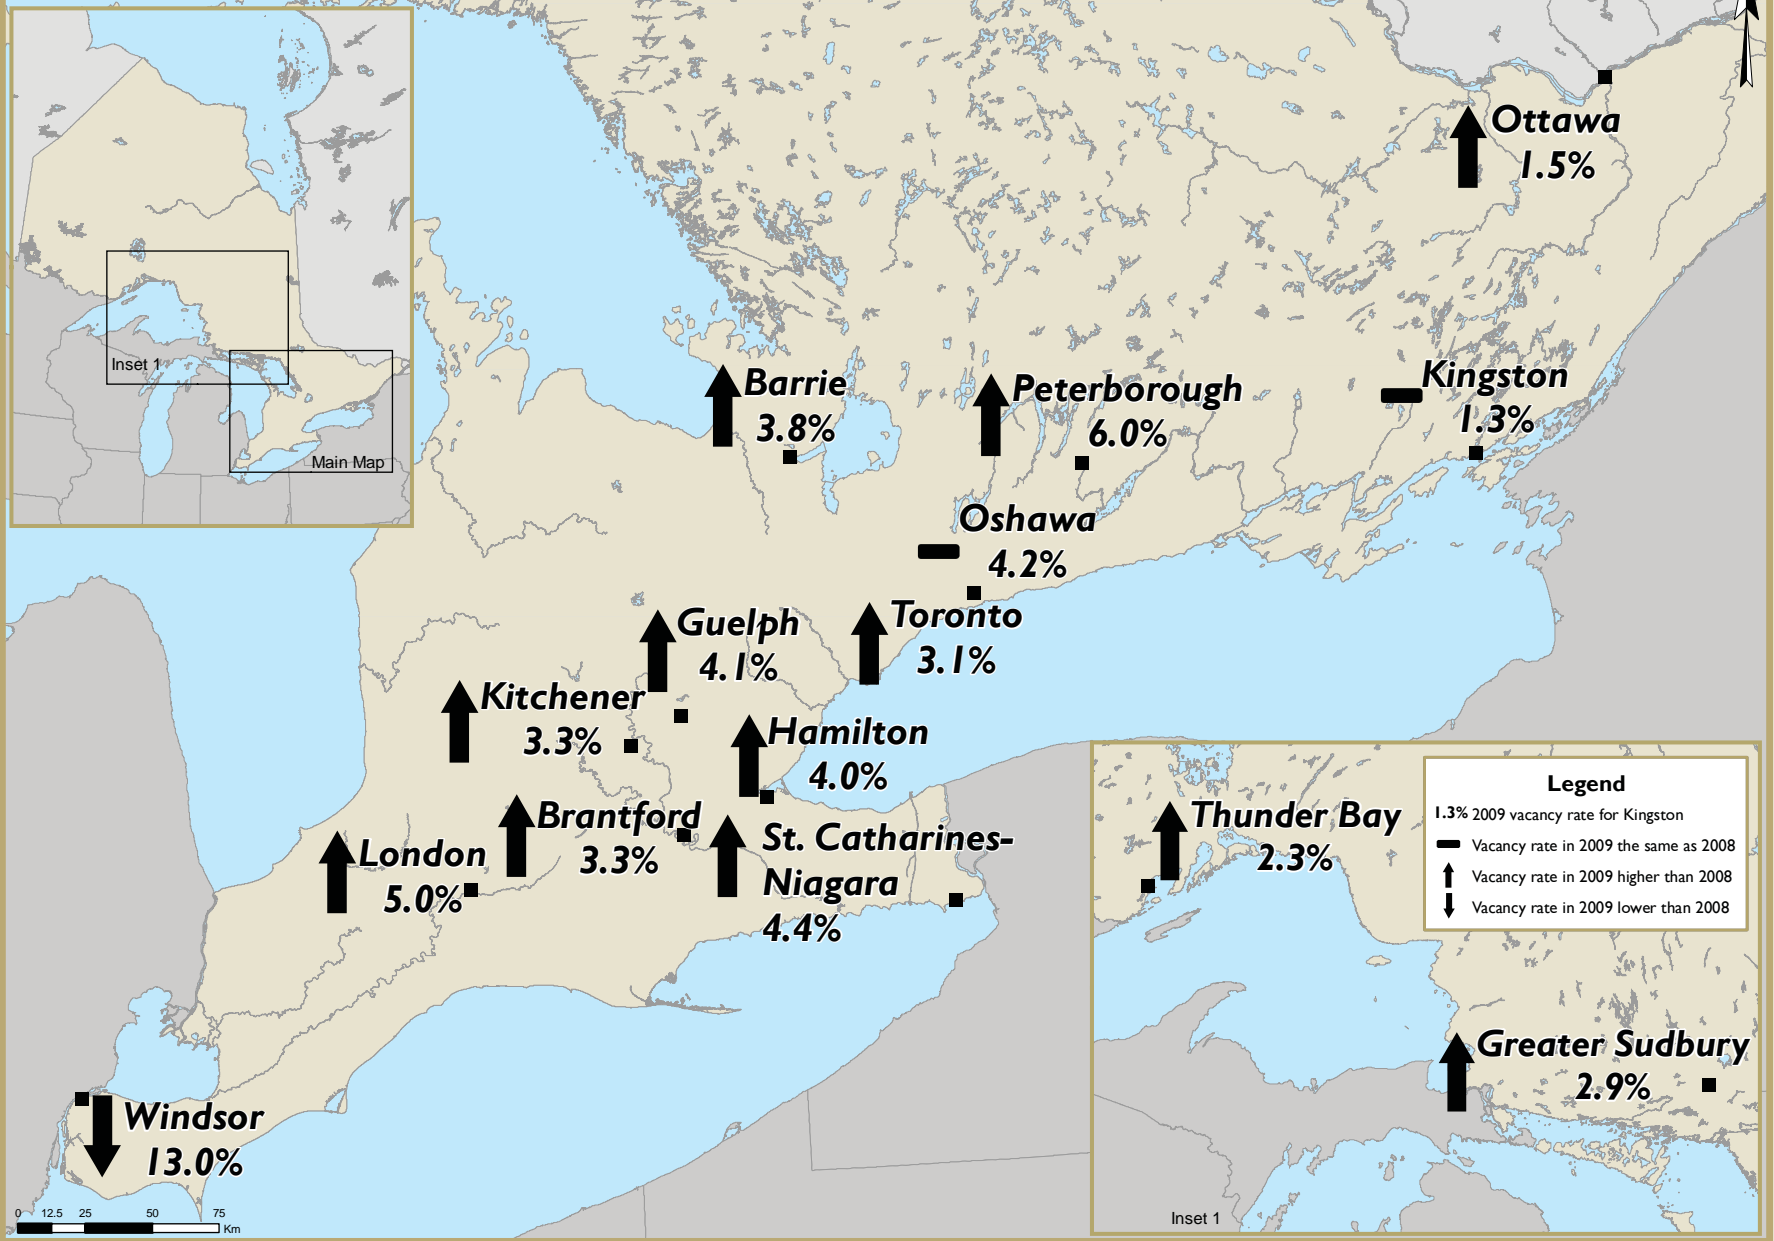 Inset 1
Main Map
Ottawa
1.5%
Kingston
1.3%
Barrie
3.8%
Peterborough
6.0%
Oshawa
4.2%
Guelph
4.1%
Toronto
3.1%
Kitchener
3.3%
Hamilton
4.0%
Brantford
3.3%
London
5.0%
St. Catharines-
Niagara
4.4%
Windsor
13.0%
0 12.5 25 50 75
Km
Legend
1.3% 2009 vacancy rate for Kingston
Vacancy rate in 2009 the same as 2008
Vacancy rate in 2009 higher than 2008
Vacancy rate in 2009 lower than 2008
Thunder Bay
2.3%
Greater Sudbury
2.9%
Inset 1